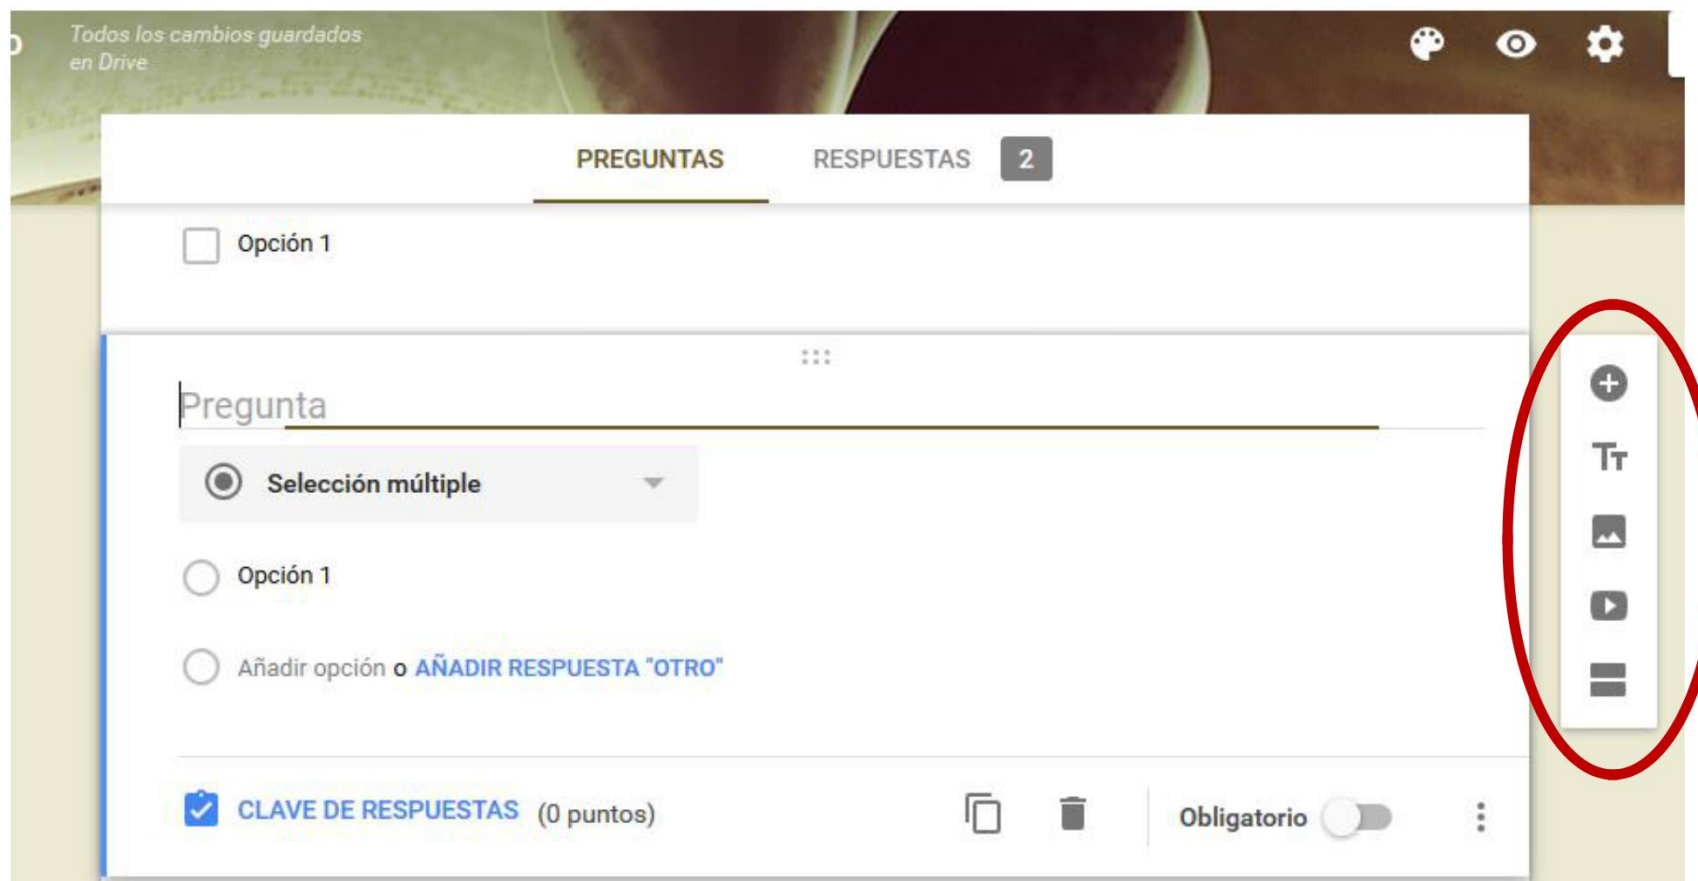 Todos los cambios guardados
en Drive
PREGUNTAS RESPUESTAS 2
Opción 1
Pregunta
Selección múltiple
Opción 1
Añadir opción o AÑADIR RESPUESTA "OTRO"
CLAVE DE RESPUESTAS (0 puntos) Obligatorio